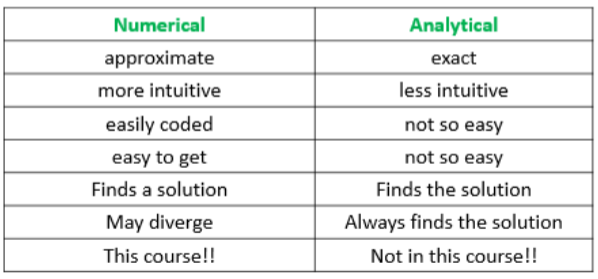 Numerical Analytical
approximate exact
more intuitive less intuitive
easily coded not so easy
easy to get not so easy
Finds a solution Finds the solution
May diverge Always finds the solution
This course!! Not in this course!!